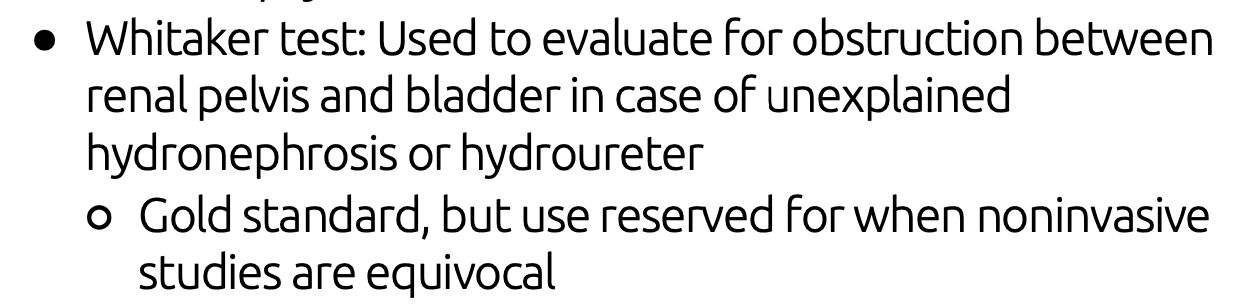 ● Whitaker test: Used to evaluate for obstruction between
renal pelvis and bladder in case of unexplained
hydronephrosis or hydroureter
○ Gold standard, but use reserved for when noninvasive
studies are equivocal